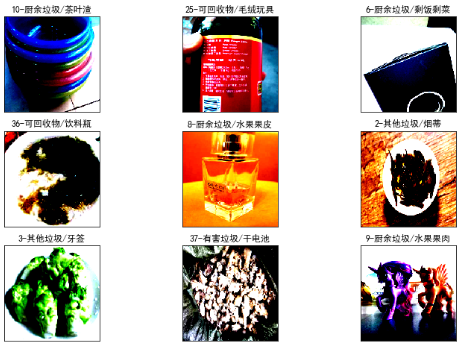 10-厨余垃圾/茶叶渣
25-可回收物/毛绒玩具
6-厨余垃圾/剩饭剩菜
36-可回收物/饮料瓶
8-厨余垃圾/水果果皮
2-其他垃圾/烟蒂
3-其他垃圾/牙签
37-有害垃圾/干电池
9-厨余垃圾/水果果肉